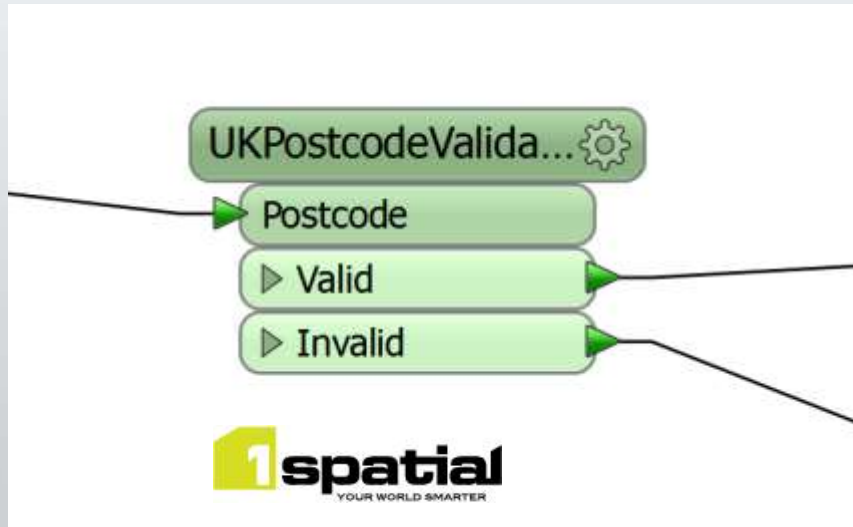 UKPostcodeValida...
Postcode
Valid
Invalid
1spatial
YOUR WORLD SMARTER